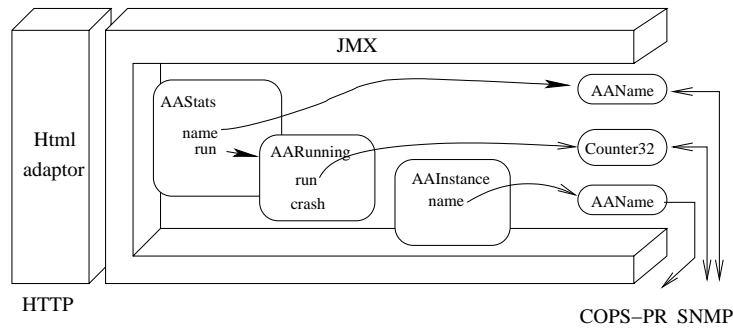 JMX
AAStats
name
run
Html
adaptor
AARunning
run
crash
AAInstance
name
AAName
Counter32
AAName
HTTP
COPS−PR SNMP